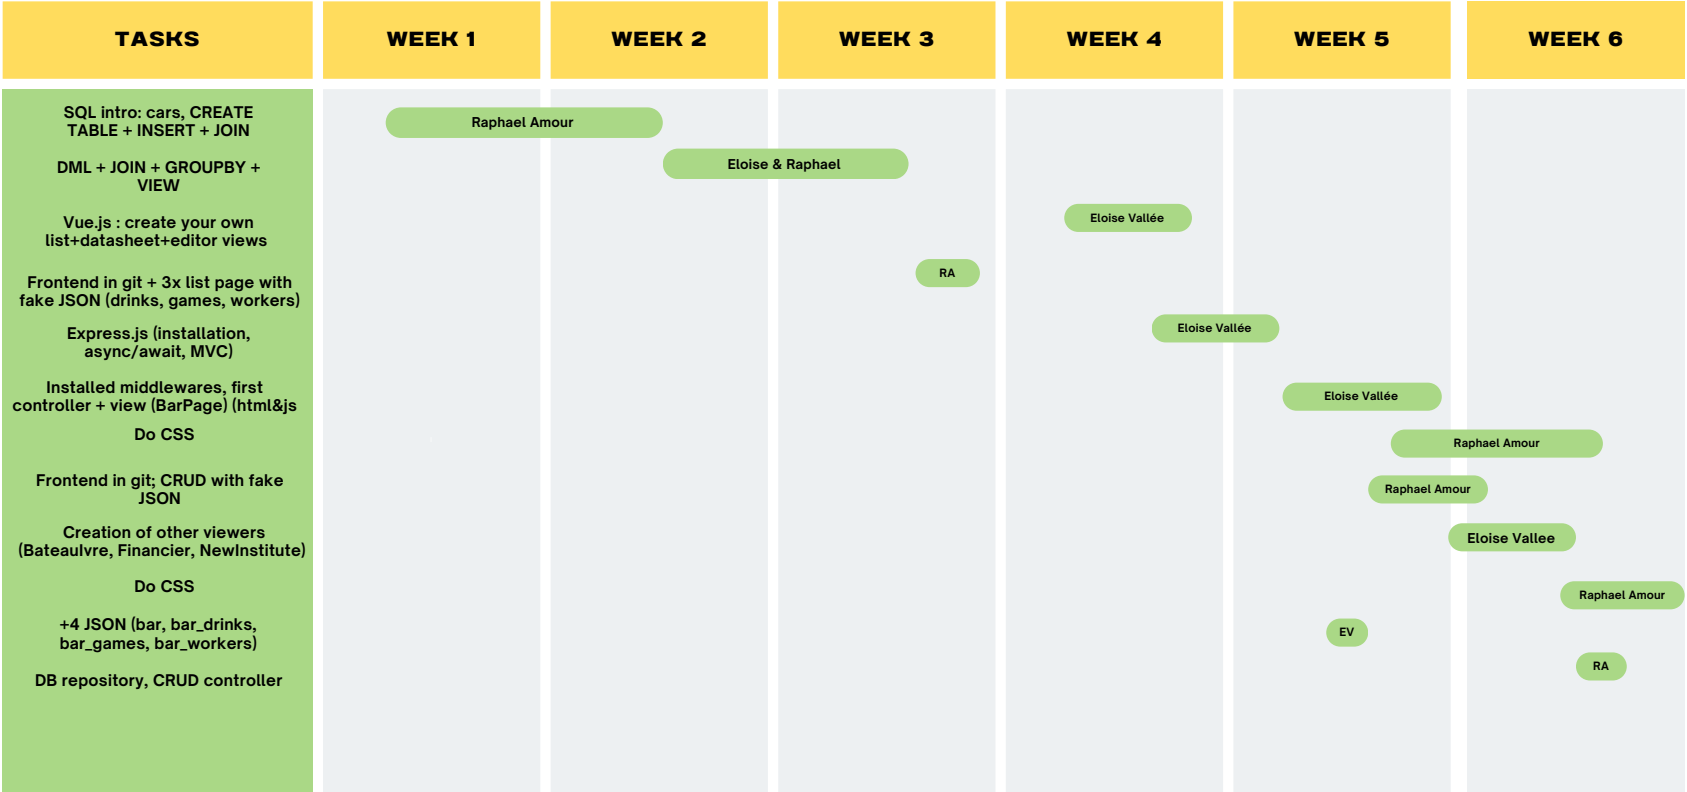 TASKS
WEEK 1
WEEK 2
WEEK 3
WEEK 4
WEEK 5
WEEK 6
SQL intro: cars, CREATE
TABLE + INSERT + JOIN
Raphael Amour
DML + JOIN + GROUPBY +
VIEW
Eloise & Raphael
Vue.js : create your own
list+datasheet+editor views
Eloise Vallée
Frontend in git + 3x list page with
fake JSON (drinks, games, workers)
RA
Express.js (installation,
async/await, MVC)
Eloise Vallée
Installed middlewares, first
controller + view (BarPage) (html&js
Eloise Vallée
Do CSS
Raphael Amour
Frontend in git; CRUD with fake
JSON
Raphael Amour
Creation of other viewers
(BateauIvre, Financier, NewInstitute)
Eloise Vallee
Do CSS
Raphael Amour
+4 JSON (bar, bar_drinks,
bar_games, bar_workers)
EV
DB repository, CRUD controller
RA